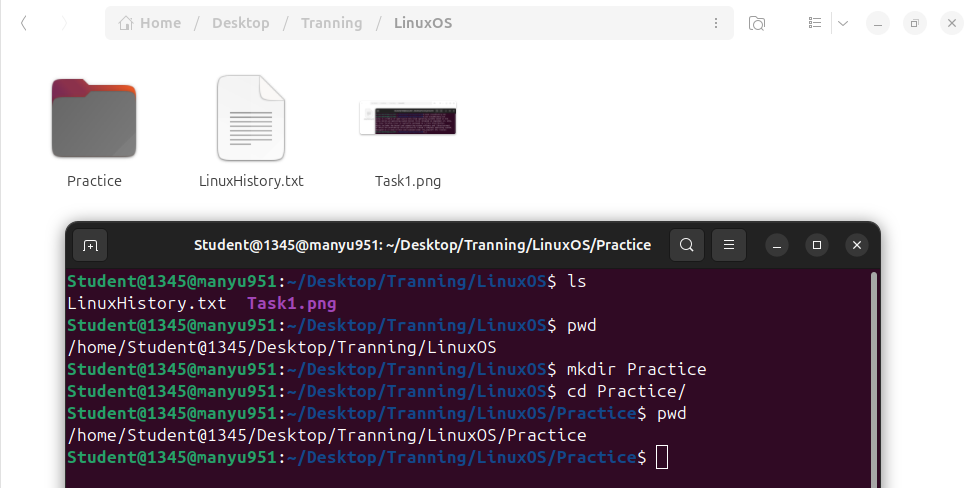 Home / Desktop / Tranning / LinuxOS
Practice LinuxHistory.txt Task1.png
Student@1345@manyu951: ~/Desktop/Tranning/LinuxOS/Practice
Student@1345@manyu951:~/Desktop/Tranning/LinuxOS$ ls
LinuxHistory.txt Task1.png
Student@1345@manyu951:~/Desktop/Tranning/LinuxOS$ pwd
/home/Student@1345/Desktop/Tranning/LinuxOS
Student@1345@manyu951:~/Desktop/Tranning/LinuxOS$ mkdir Practice
Student@1345@manyu951:~/Desktop/Tranning/LinuxOS$ cd Practice/
Student@1345@manyu951:~/Desktop/Tranning/LinuxOS/Practice$ pwd
/home/Student@1345/Desktop/Tranning/LinuxOS/Practice
Student@1345@manyu951:~/Desktop/Tranning/LinuxOS/Practice$